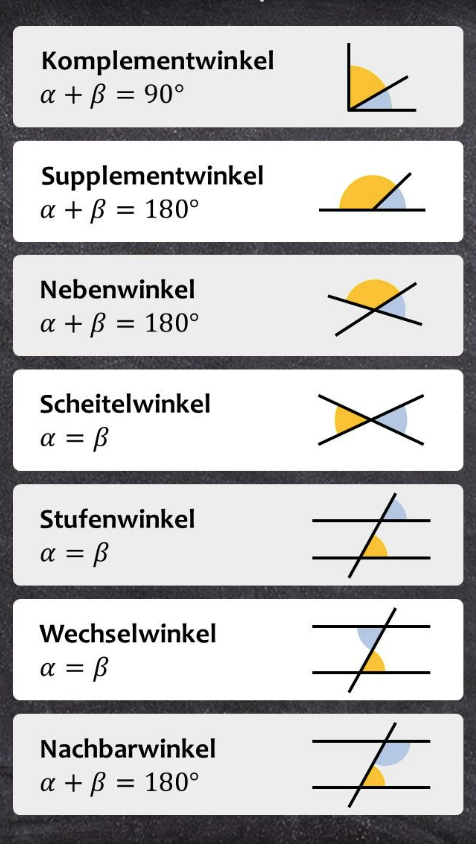 Komplementwinkel
α + β = 90°
Supplementwinkel
α + β = 180°
Nebenwinkel
α + β = 180°
Scheitelwinkel
α = β
Stufenwinkel
α = β
Wechselwinkel
α = β
Nachbarwinkel
α + β = 180°